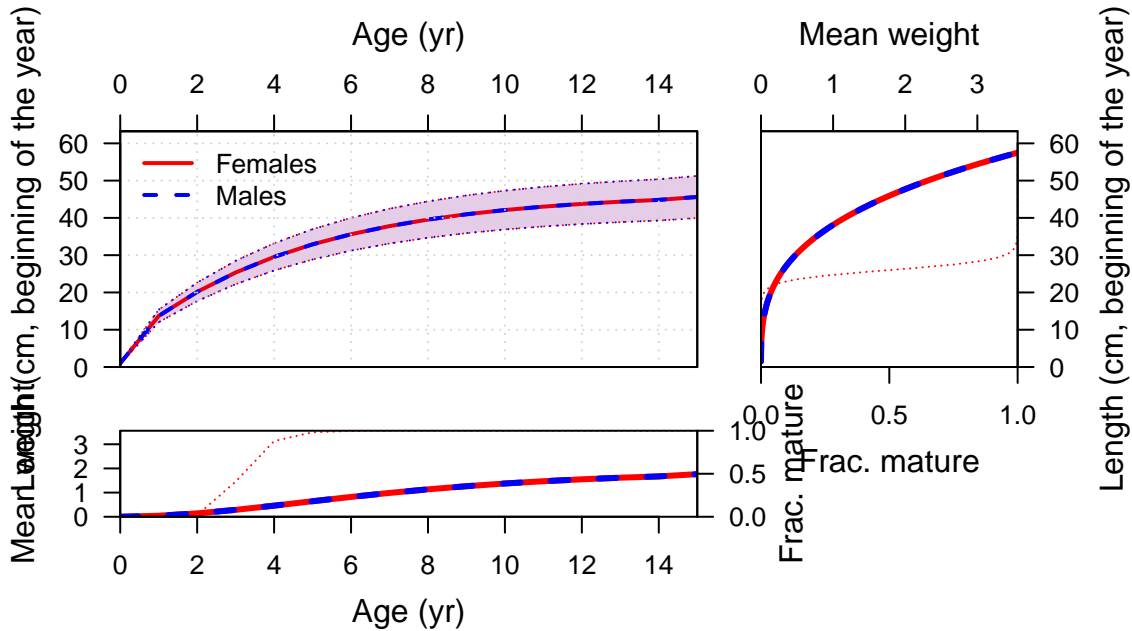 Age (yr)
Mean weight
0 2 4 6 8 10 12 14
0 1 2 3
Length (cm, beginning of the year)
60
50
40
30
20
10
0
Females
Males
60
50
40
30
20
10
0
Length (cm, beginning of the year)
0.0 0.5 1.0
Frac. mature
Mean weight
3
2
1
0
1.0
0.5
0.0
Frac. mature
0 2 4 6 8 10 12 14
Age (yr)